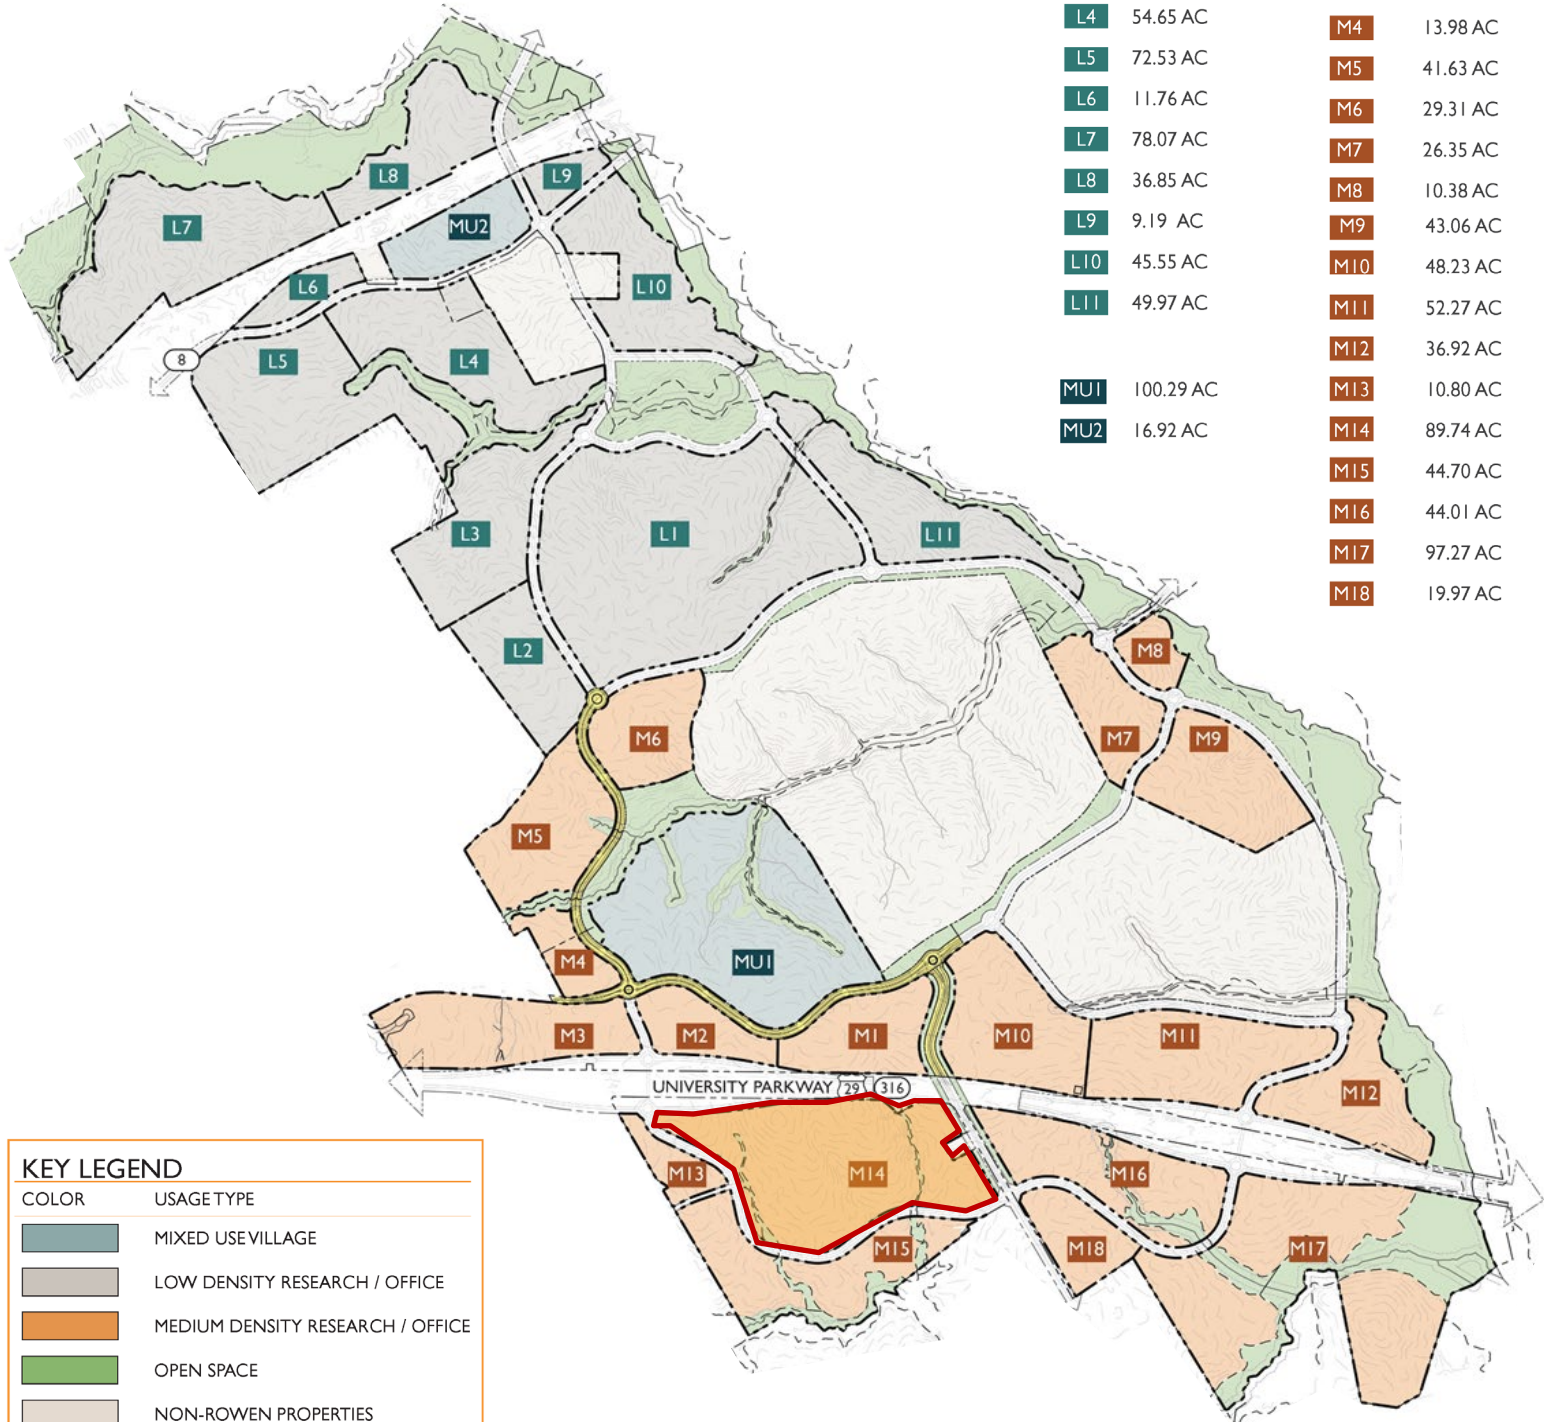 L4 54.65 AC
L5 72.53 AC
L6 11.76 AC
L7 78.07 AC
L8 36.85 AC
L9 9.19 AC
L10 45.55 AC
L11 49.97 AC
MU1 100.29 AC
MU2 16.92 AC
M4 13.98 AC
M5 41.63 AC
M6 29.31 AC
M7 26.35 AC
M8 10.38 AC
M9 43.06 AC
M10 48.23 AC
M11 52.27 AC
M12 36.92 AC
M13 10.80 AC
M14 89.74 AC
M15 44.70 AC
M16 44.01 AC
M17 97.27 AC
M18 19.97 AC
L8
L9
L7
MU2
L6
L10
8
L5
L4
L3
L1
L11
L2
M8
M6
M7
M9
M5
M4
MU1
M3
M2
M1
M10
M11
UNIVERSITY PARKWAY 29 316
M12
M13
M14
M16
M15
M18
M17
KEY LEGEND
COLOR USAGE TYPE
MIXED USE VILLAGE
LOW DENSITY RESEARCH / OFFICE
MEDIUM DENSITY RESEARCH / OFFICE
OPEN SPACE
NON-ROWEN PROPERTIES